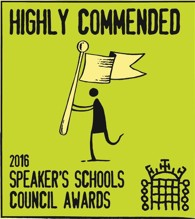 HIGHLY COMMENDED
2016
SPEAKER'S SCHOOLS
COUNCIL AWARDS